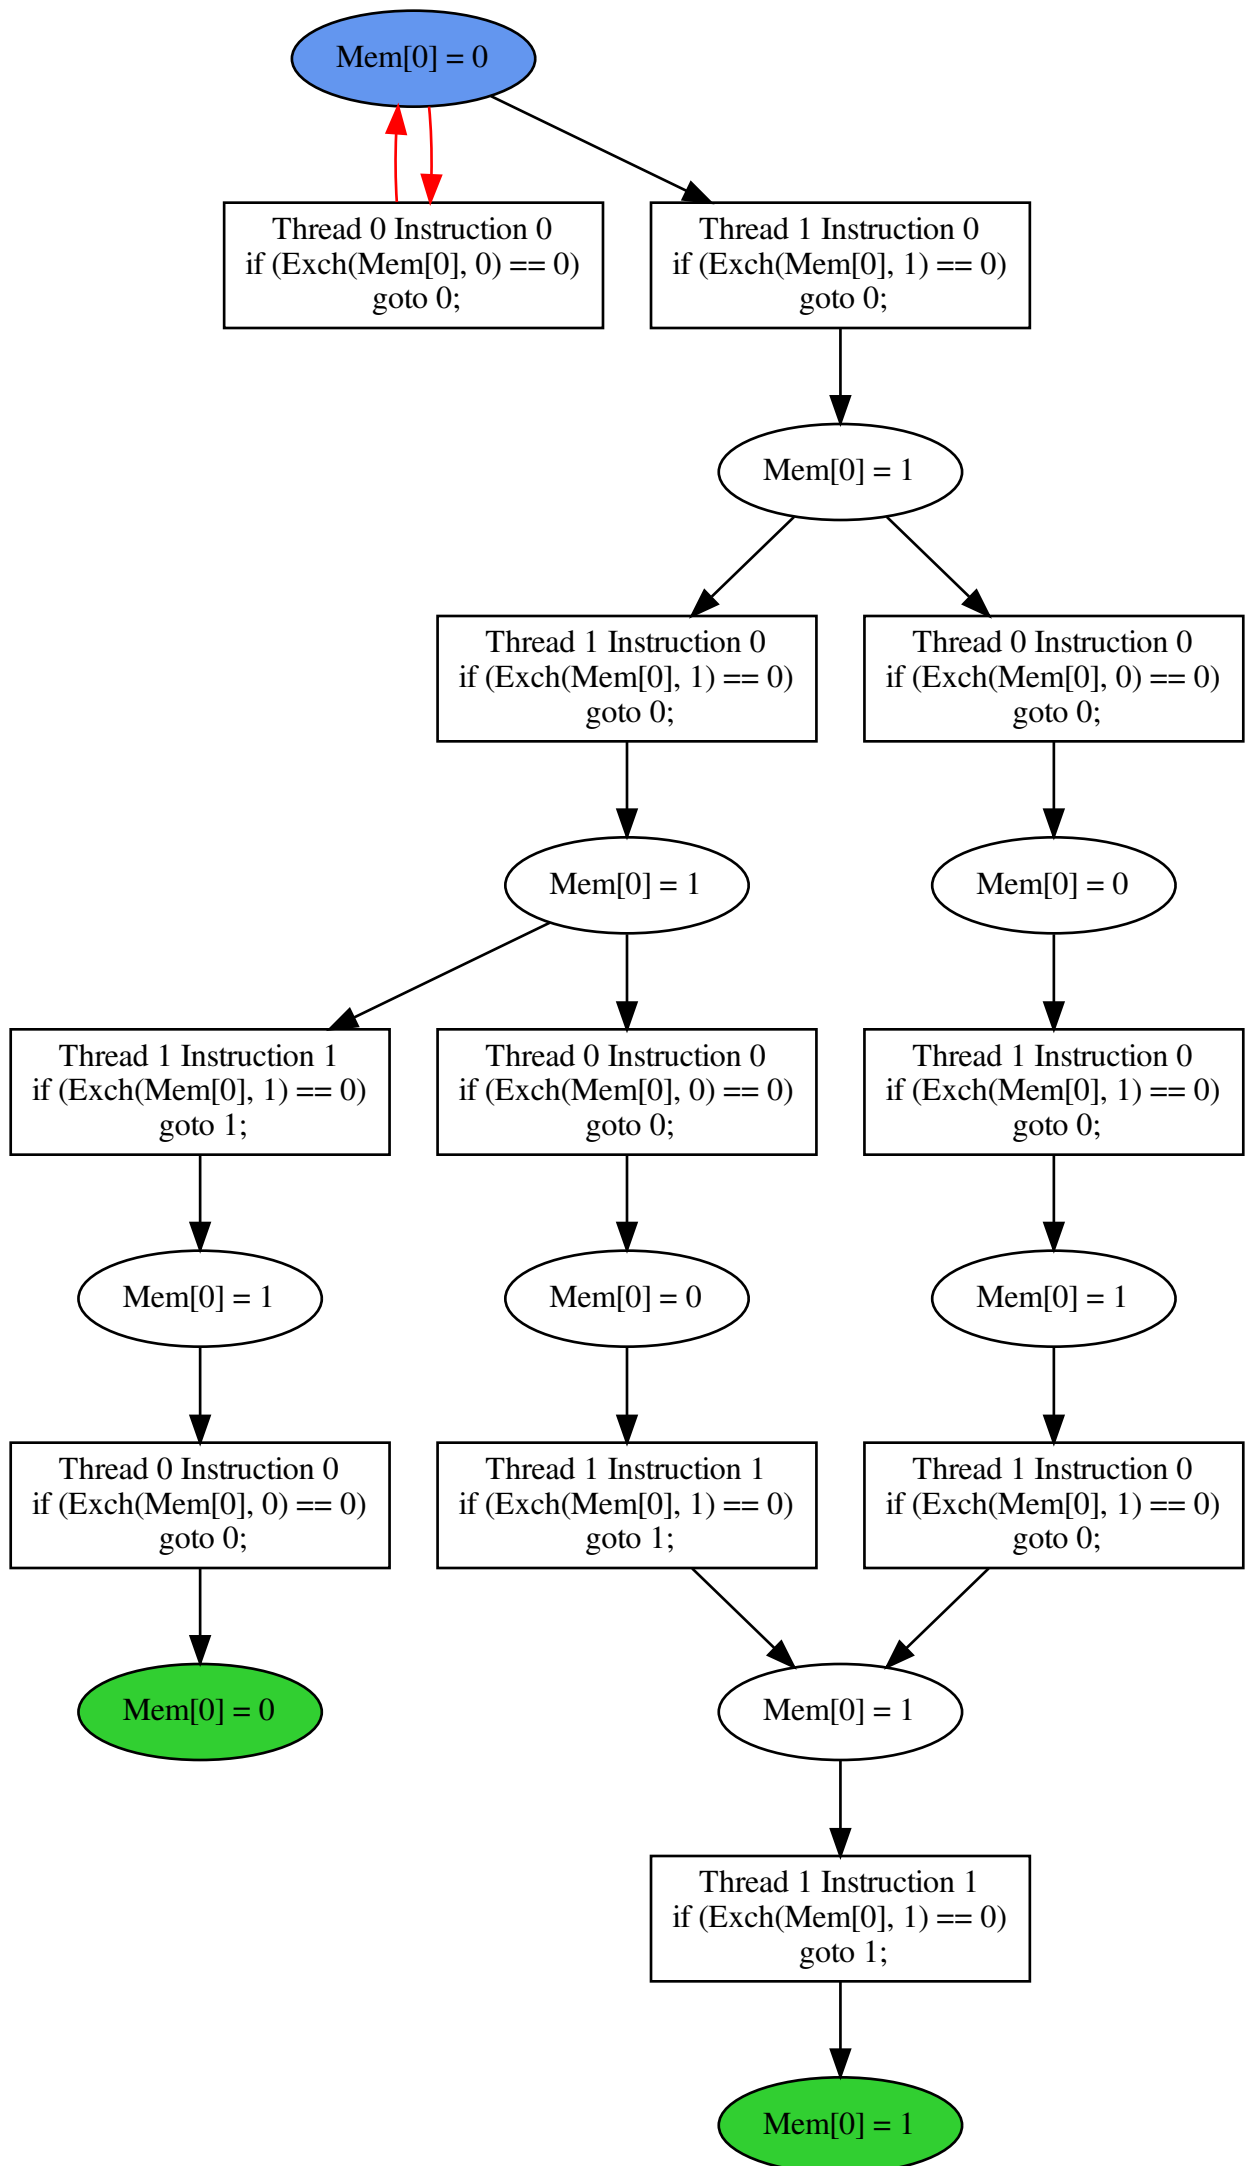 Mem[0] = 0
Thread 0 Instruction 0
if (Exch(Mem[0], 0) == 0)
goto 0;
Thread 1 Instruction 0
if (Exch(Mem[0], 1) == 0)
goto 0;
Mem[0] = 1
Thread 1 Instruction 0
if (Exch(Mem[0], 1) == 0)
goto 0;
Thread 0 Instruction 0
if (Exch(Mem[0], 0) == 0)
goto 0;
Mem[0] = 1
Mem[0] = 0
Thread 1 Instruction 1
if (Exch(Mem[0], 1) == 0)
goto 1;
Thread 0 Instruction 0
if (Exch(Mem[0], 0) == 0)
goto 0;
Thread 1 Instruction 0
if (Exch(Mem[0], 1) == 0)
goto 0;
Mem[0] = 1
Mem[0] = 0
Mem[0] = 1
Thread 0 Instruction 0
if (Exch(Mem[0], 0) == 0)
goto 0;
Thread 1 Instruction 1
if (Exch(Mem[0], 1) == 0)
goto 1;
Thread 1 Instruction 0
if (Exch(Mem[0], 1) == 0)
goto 0;
Mem[0] = 0
Mem[0] = 1
Thread 1 Instruction 1
if (Exch(Mem[0], 1) == 0)
goto 1;
Mem[0] = 1